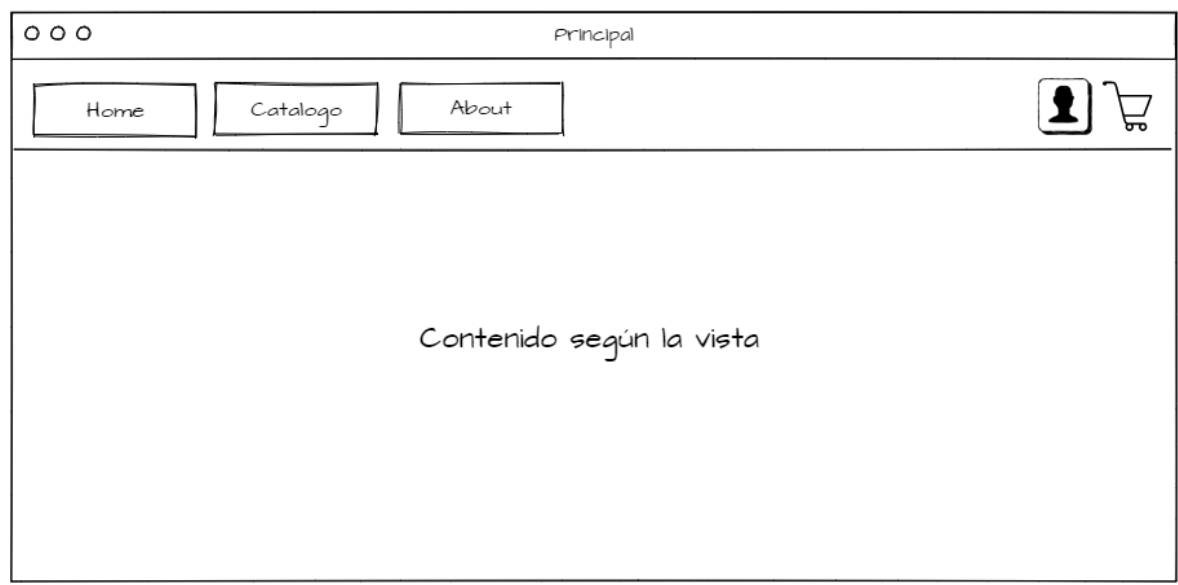 Principal
Home
Catalogo
About
Contenido según la vista